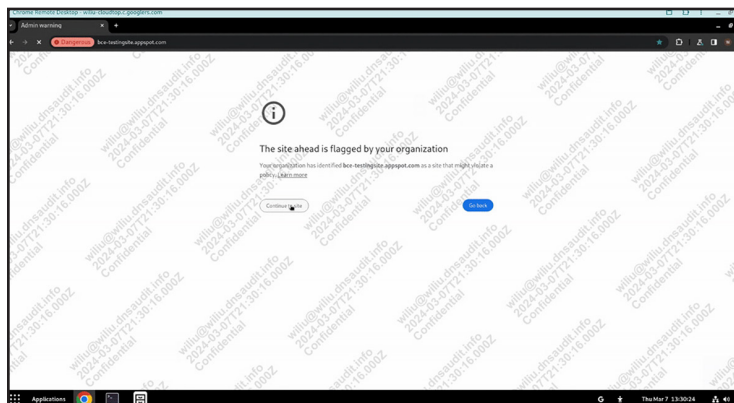 Chrome Remote Desktop - wiliu-cloudtop.c.googlers.com
Admin warning
Dangerous bce-testingsite.appspot.com
The site ahead is flagged by your organization
Your organization has identified bce-testingsite.appspot.com as a site that might violate a
policy. Learn more
Continue to site
Go back
wiliu@wiliu.dnsaudit.info
2024-03-07T21:30:16.000Z
Confidential
Applications
Thu Mar 7 13:30:24